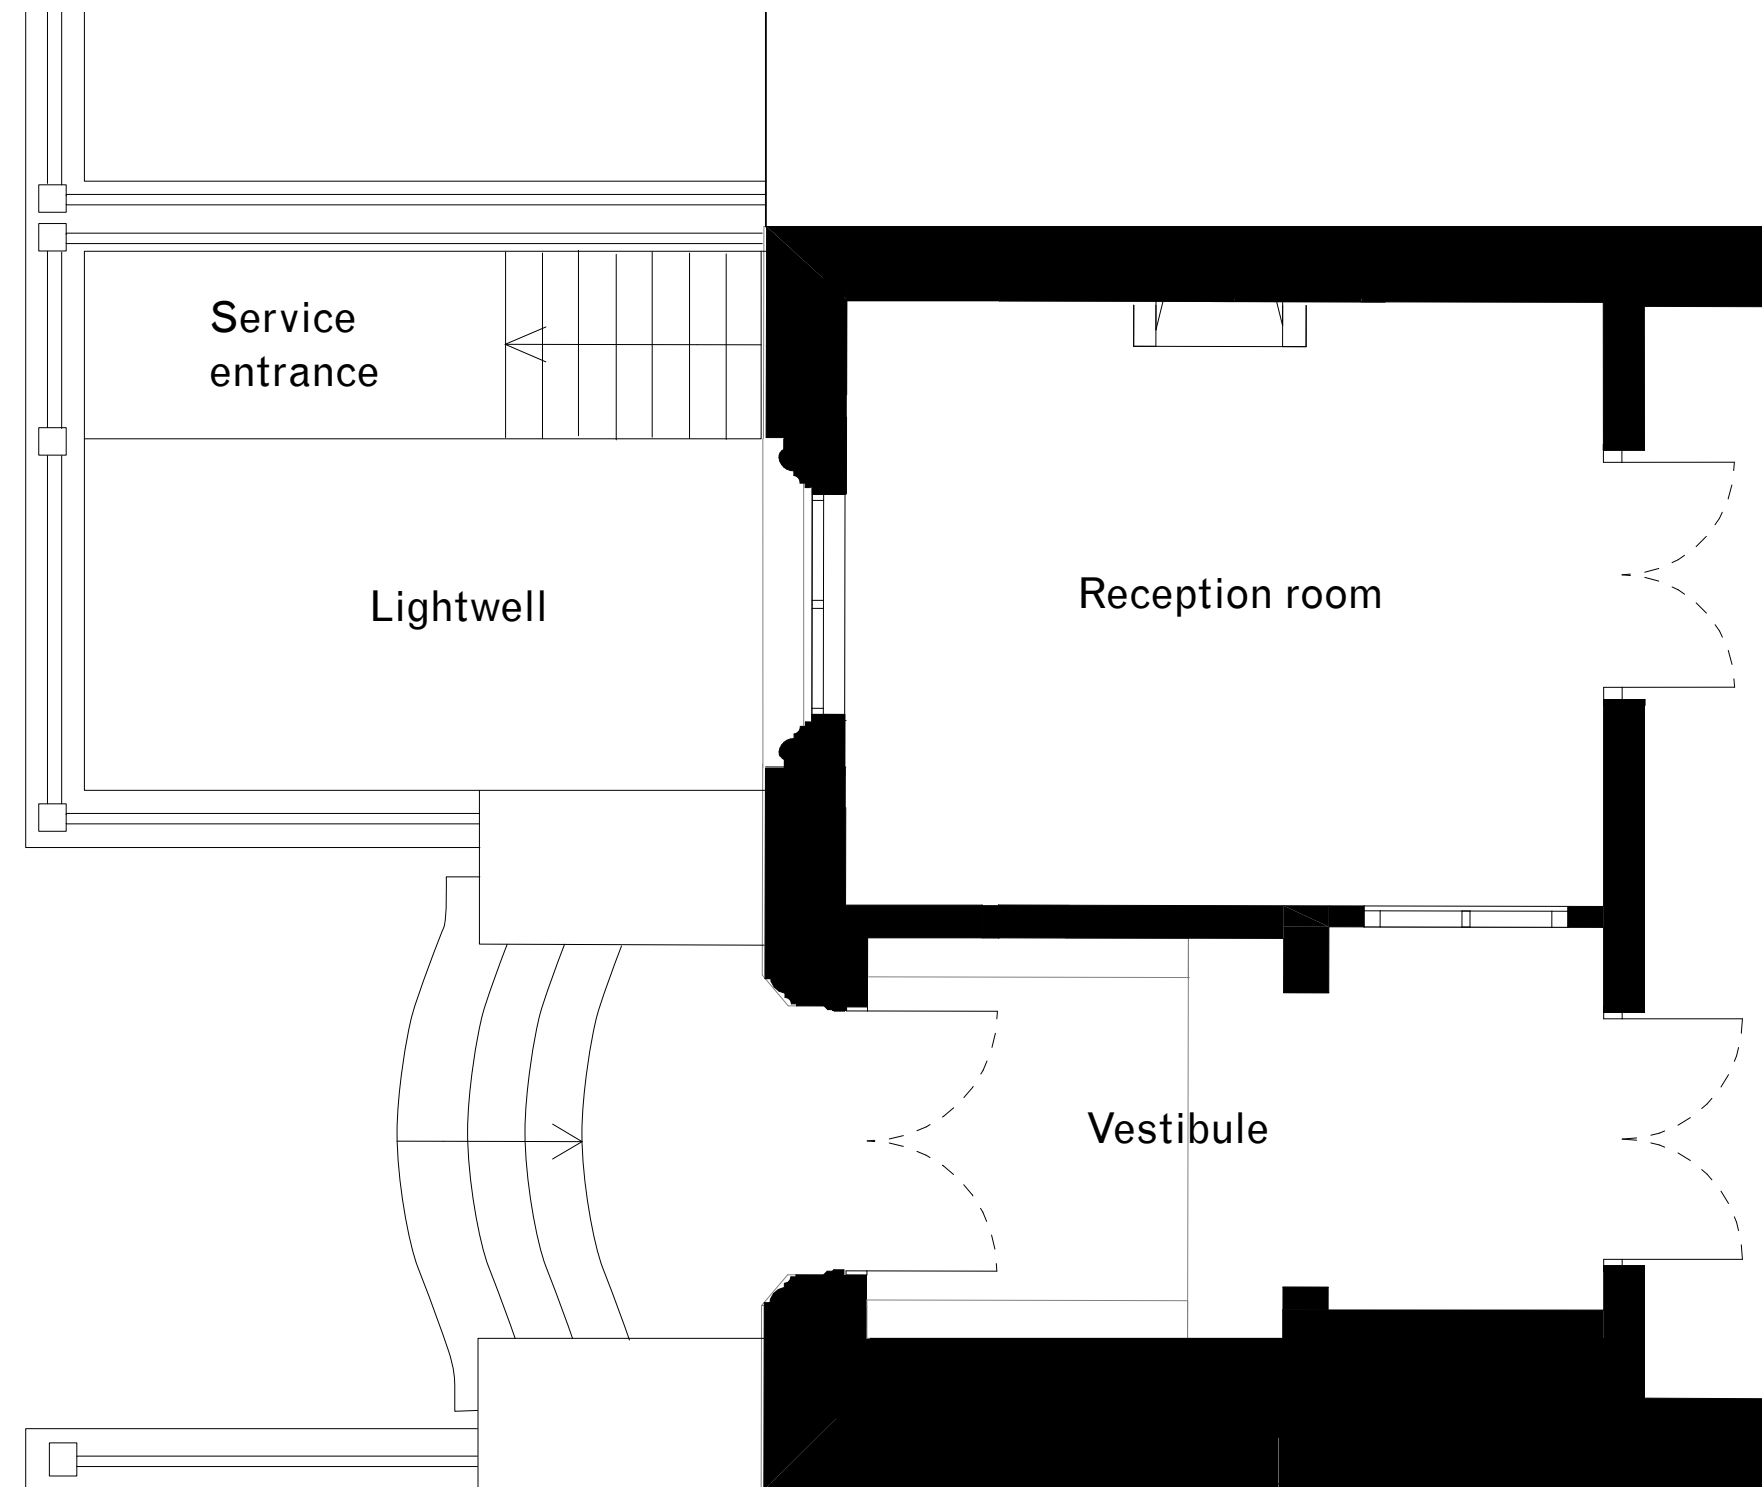 Service
entrance
Lightwell
Reception room
Vestibule